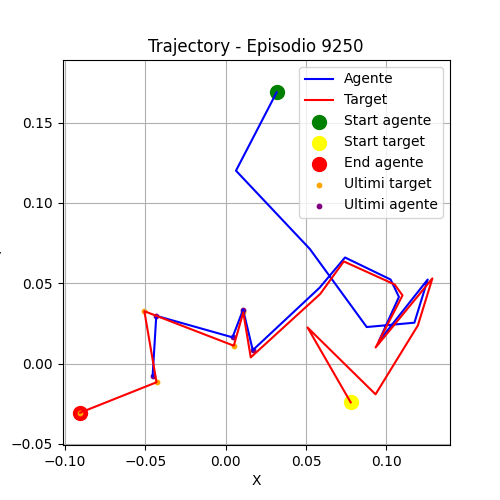 Trajectory - Episodio 9250
Agente
Target
Start agente
Start target
End agente
Ultimi target
Ultimi agente
0.15
0.10
0.05
0.00
−0.05
−0.10
−0.05
0.00
0.05
0.10
X